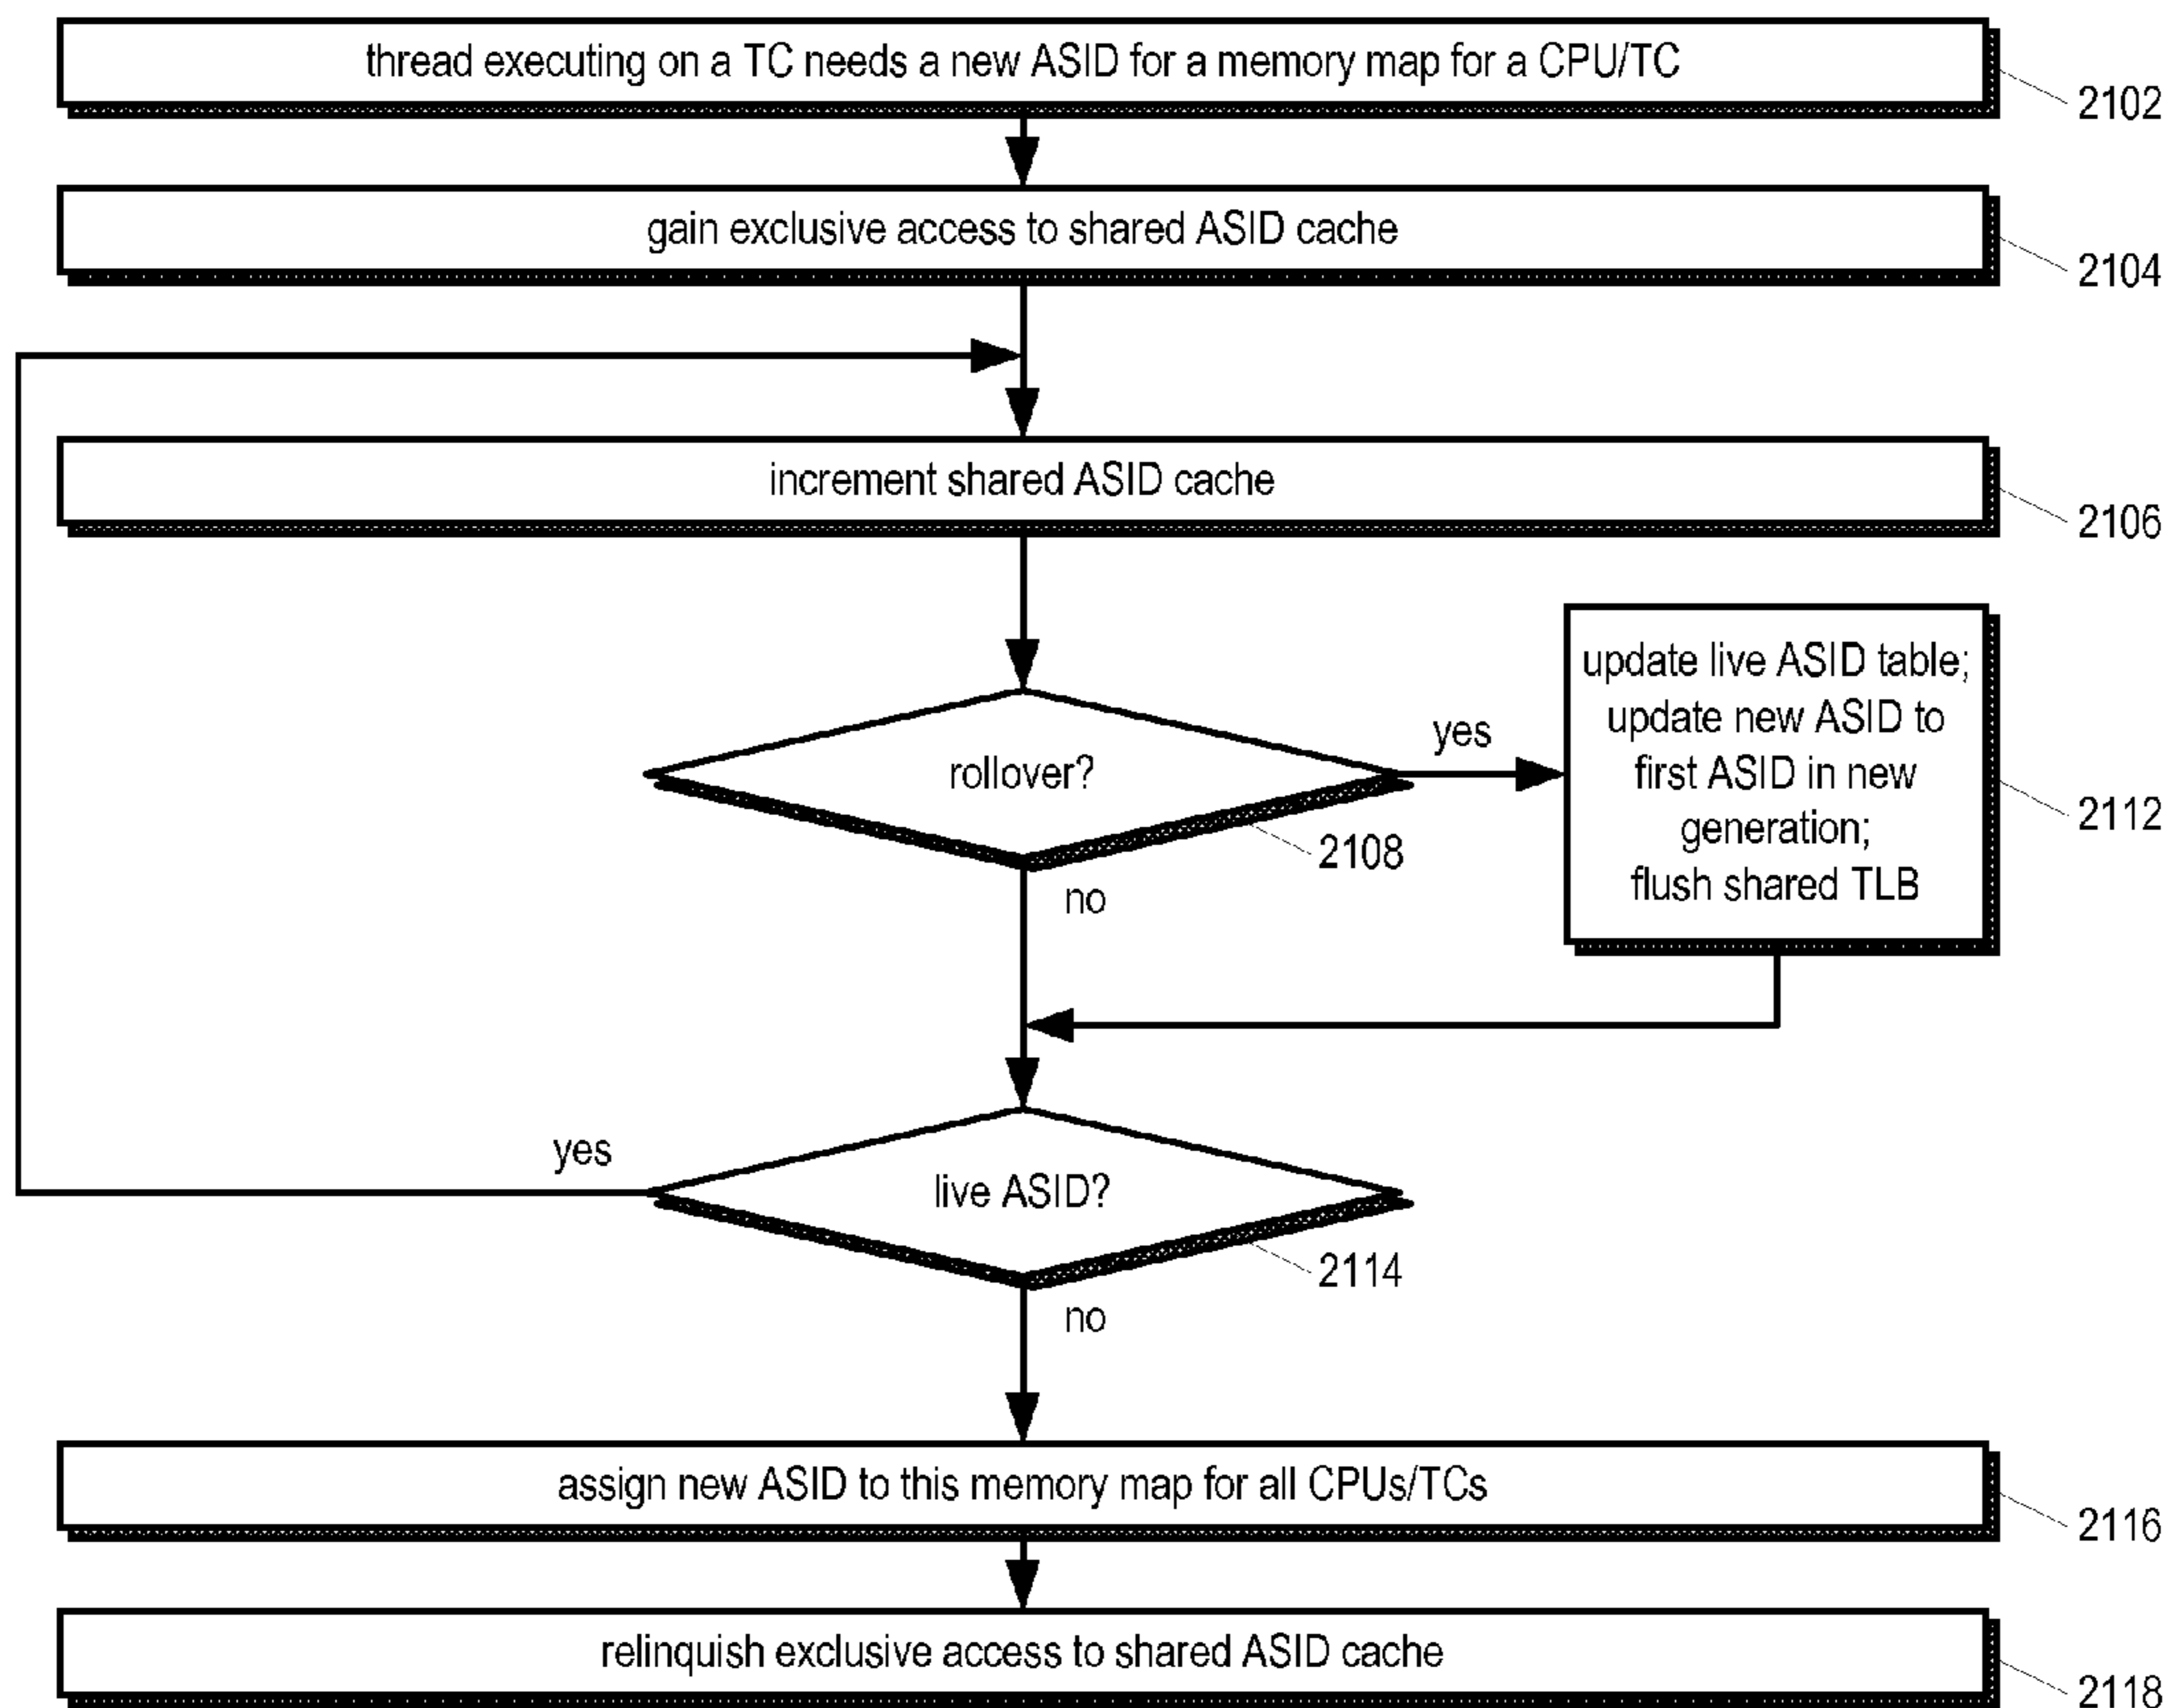 thread executing on a TC needs a new ASID for a memory map for a CPU/TC
2102
gain exclusive access to shared ASID cache
2104
increment shared ASID cache
2106
update live ASID table;
update new ASID to
first ASID in new
generation;
flush shared TLB
2112
yes
rollover?
2108
no
yes
live ASID?
2114
no
assign new ASID to this memory map for all CPUs/TCs
2116
relinquish exclusive access to shared ASID cache
2118